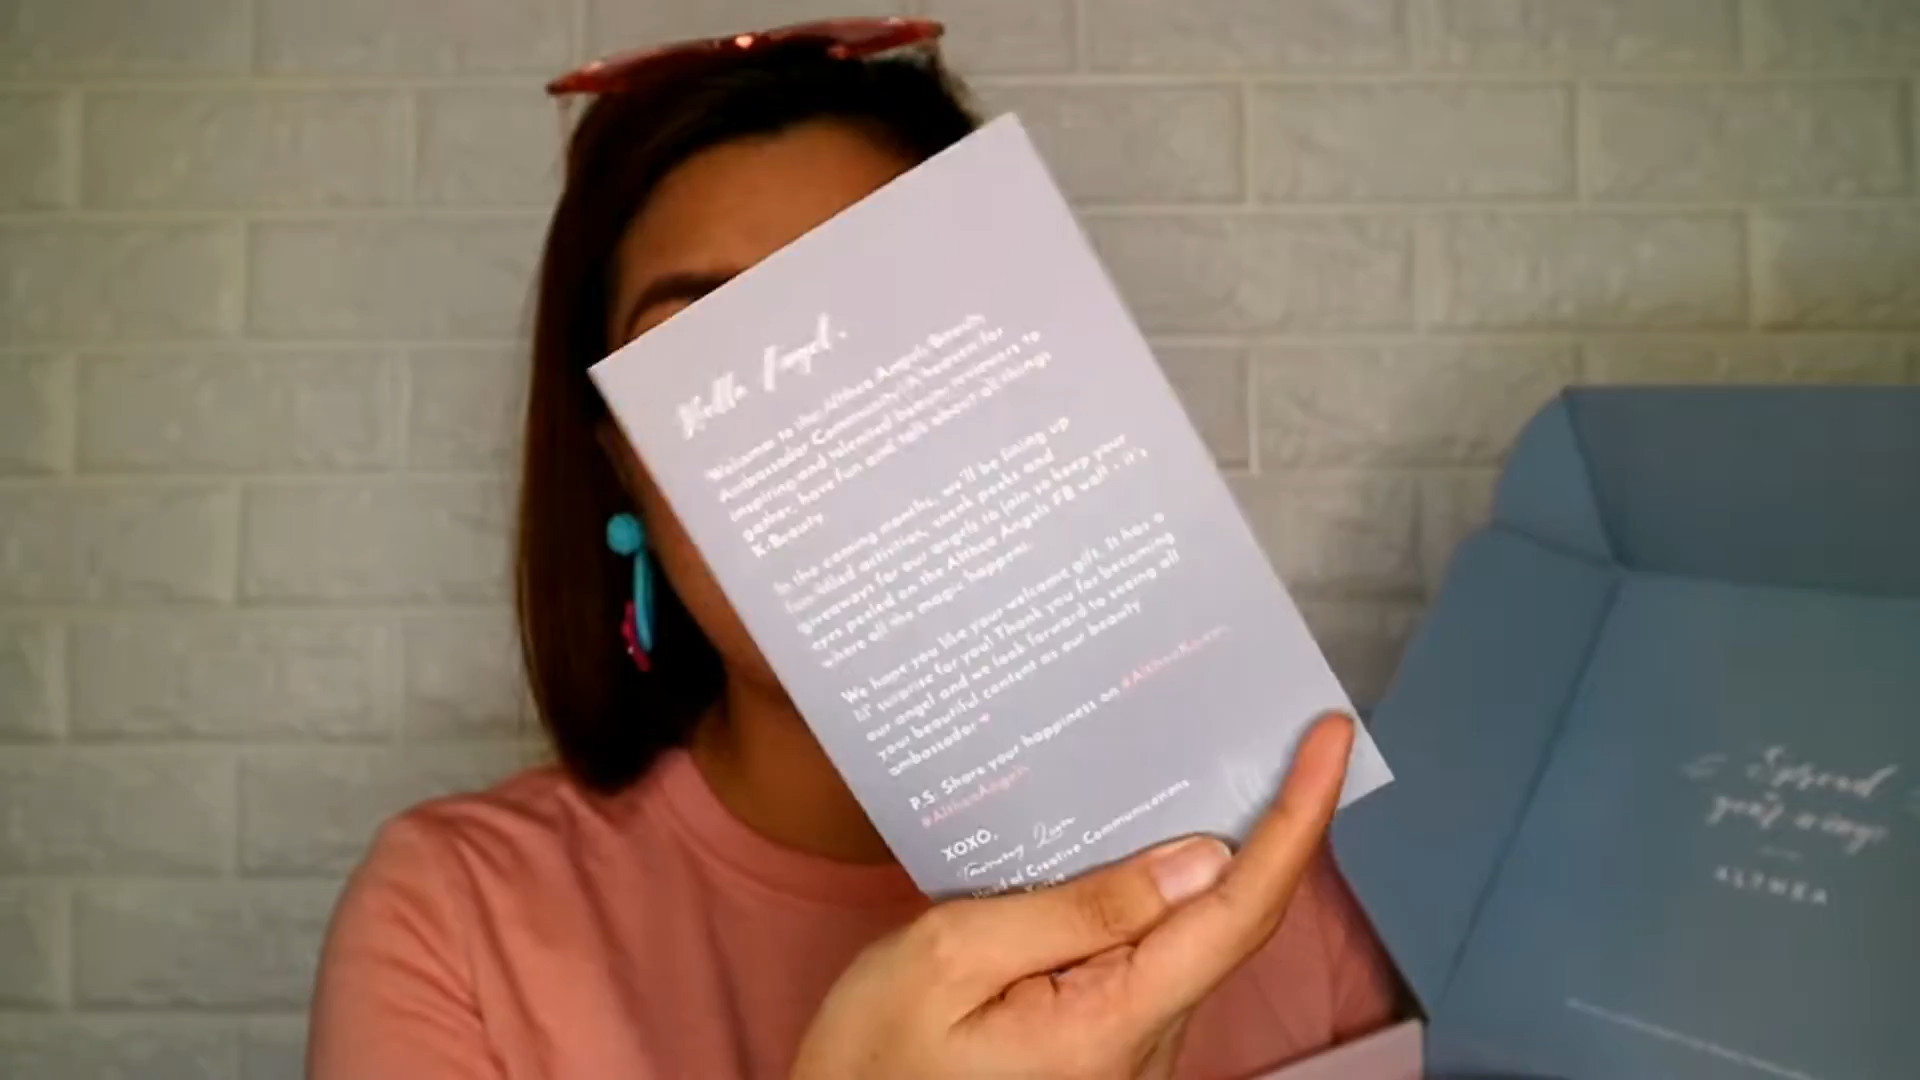 Hello Angel,
Welcome to the Althea Angels Beauty
Ambassador Community! A heaven for
inspiring and talented beauty reviewers to
gather, have fun and talk about all things
K-Beauty.
In the coming months, we'll be lining up
fun-filled activities, sneak peeks and
giveaways for our angels to join so keep your
eyes peeled on the Althea Angels FB wall - it's
where all the magic happens.
We hope you like your welcome gift. It has a
lil' surprise for you! Thank you for becoming
our angel and we look forward to seeing all
your beautiful content as our beauty
ambassador ♥
P.S. Share your happiness on #AltheaKorea,
#AltheaAngels
XOXO,
Head of Creative Communications
Spread
your wings
ALTHEA